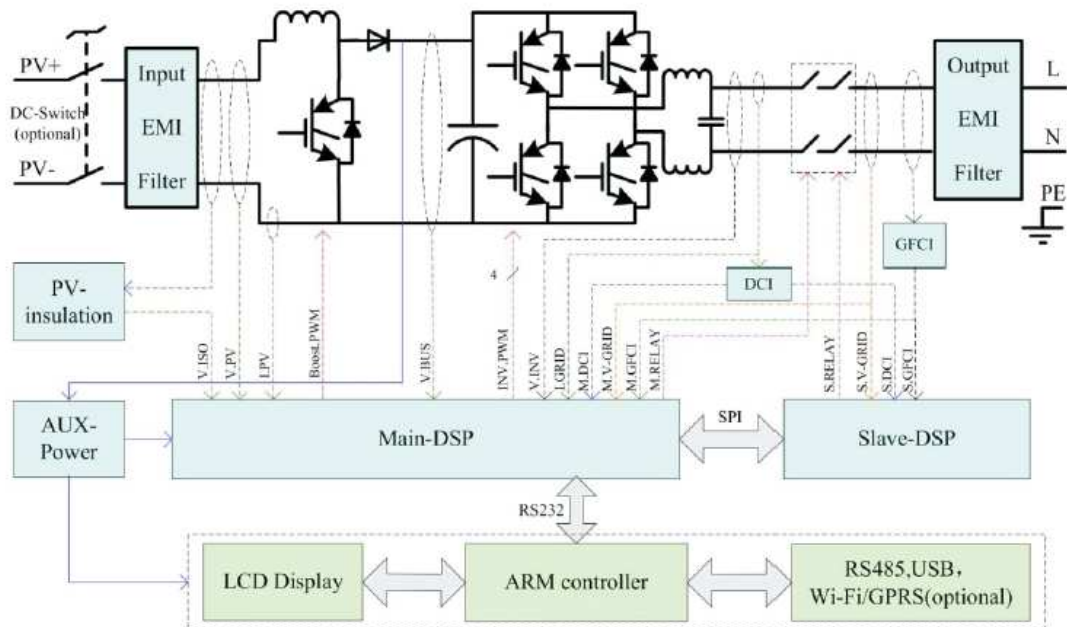 PV+
DC-Switch
(optional)
PV-
Input
EMI
Filter
Output
EMI
Filter
L
N
PE
GFCI
DCI
PV-
insulation
4
V.ISO
V.PV
I.PV
Boost.PWM
V.BUS
INV.PWM
V.INV
I.GRID
M.DCI
M.V-GRID
M.GFCI
M.RELAY
S.RELAY
S.V-GRID
S.DCI
S.GFCI
AUX-
Power
Main-DSP
SPI
Slave-DSP
RS232
LCD Display
ARM controller
RS485,USB,
Wi-Fi/GPRS(optional)